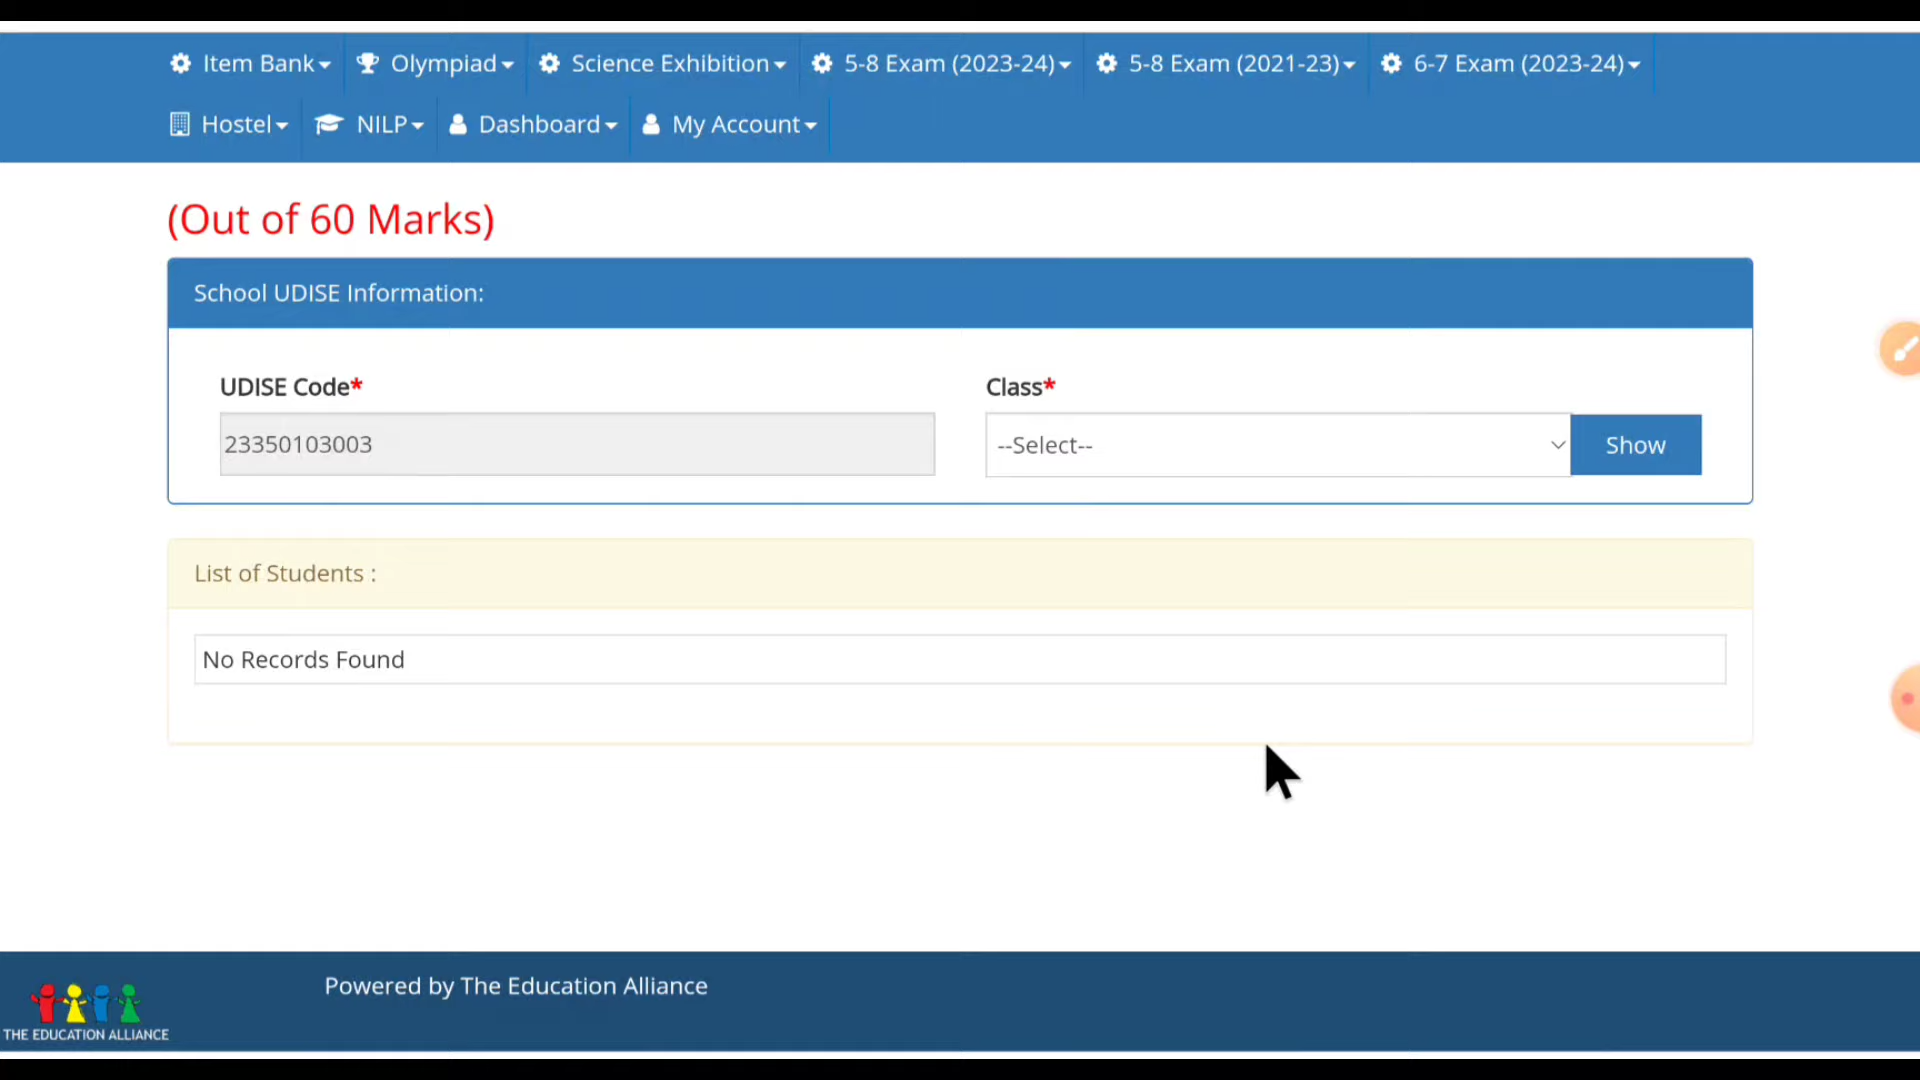 Item Bank Olympiad Science Exhibition 5-8 Exam (2023-24) 5-8 Exam (2021-23) 6-7 Exam (2023-24)
Hostel NILP Dashboard My Account
(Out of 60 Marks)
School UDISE Information:
UDISE Code* Class*
23350103003 --Select-- Show
List of Students :
No Records Found
Powered by The Education Alliance
THE EDUCATION ALLIANCE